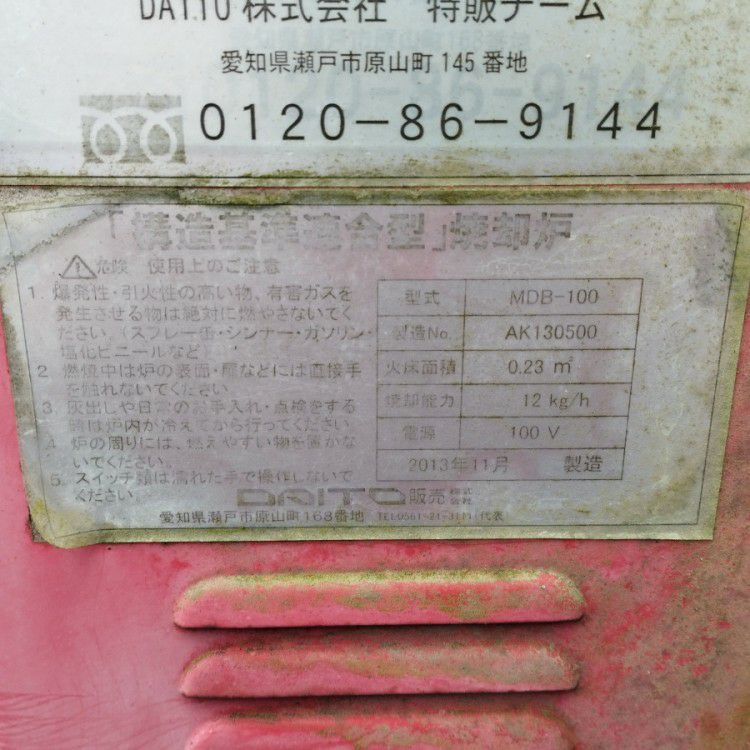 DAITO 株式会社 特販チーム
愛知県瀬戸市原山町 145 番地
0120-86-9144
「構造基準適合型」焼却炉
危険 使用上のご注意
1. 爆発性・引火性の高い物、有害ガスを
発生させる物は絶対に燃やさないでく
ださい。(スプレー缶・シンナー・ガソリン・
塩化ビニールなど)
2. 燃焼中は炉の表面・扉などには直接手
を触れないでください。
3. 灰出しや日常のお手入れ・点検をする
時は炉内が冷えてから行ってください
4. 炉の周りには、燃えやすい物を置かな
いでください。
5. スイッチ類は濡れた手で操作しないで
ください。
型式 MDB-100
製造No. AK130500
火床面積 0.23 ㎡
焼却能力 12 kg/h
電源 100 V
2013年11月 製造
DAITO 販売株式会社
愛知県瀬戸市原山町168番地 TEL0561-21-3111(代表